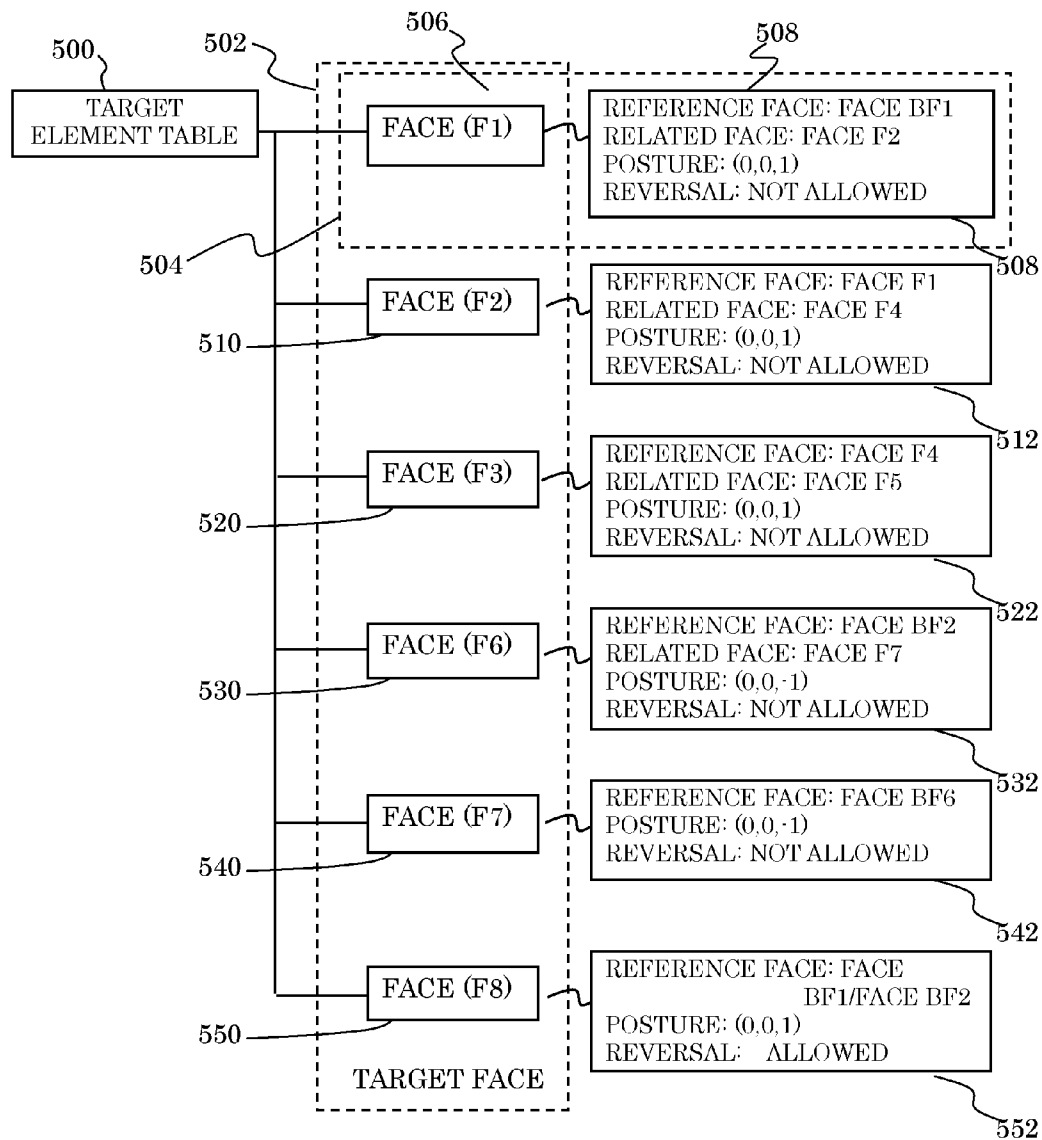 500
502
506
508
TARGET
ELEMENT TABLE
FACE (F1)
REFERENCE FACE: FACE BF1
RELATED FACE: FACE F2
POSTURE: (0,0,1)
REVERSAL: NOT ALLOWED
504
508
FACE (F2)
510
REFERENCE FACE: FACE F1
RELATED FACE: FACE F4
POSTURE: (0,0,1)
REVERSAL: NOT ALLOWED
512
FACE (F3)
520
REFERENCE FACE: FACE F4
RELATED FACE: FACE F5
POSTURE: (0,0,1)
REVERSAL: NOT ALLOWED
522
FACE (F6)
530
REFERENCE FACE: FACE BF2
RELATED FACE: FACE F7
POSTURE: (0,0,-1)
REVERSAL: NOT ALLOWED
532
FACE (F7)
540
REFERENCE FACE: FACE BF6
POSTURE: (0,0,-1)
REVERSAL: NOT ALLOWED
542
FACE (F8)
550
REFERENCE FACE: FACE
BF1/FACE BF2
POSTURE: (0,0,1)
REVERSAL: ALLOWED
552
TARGET FACE